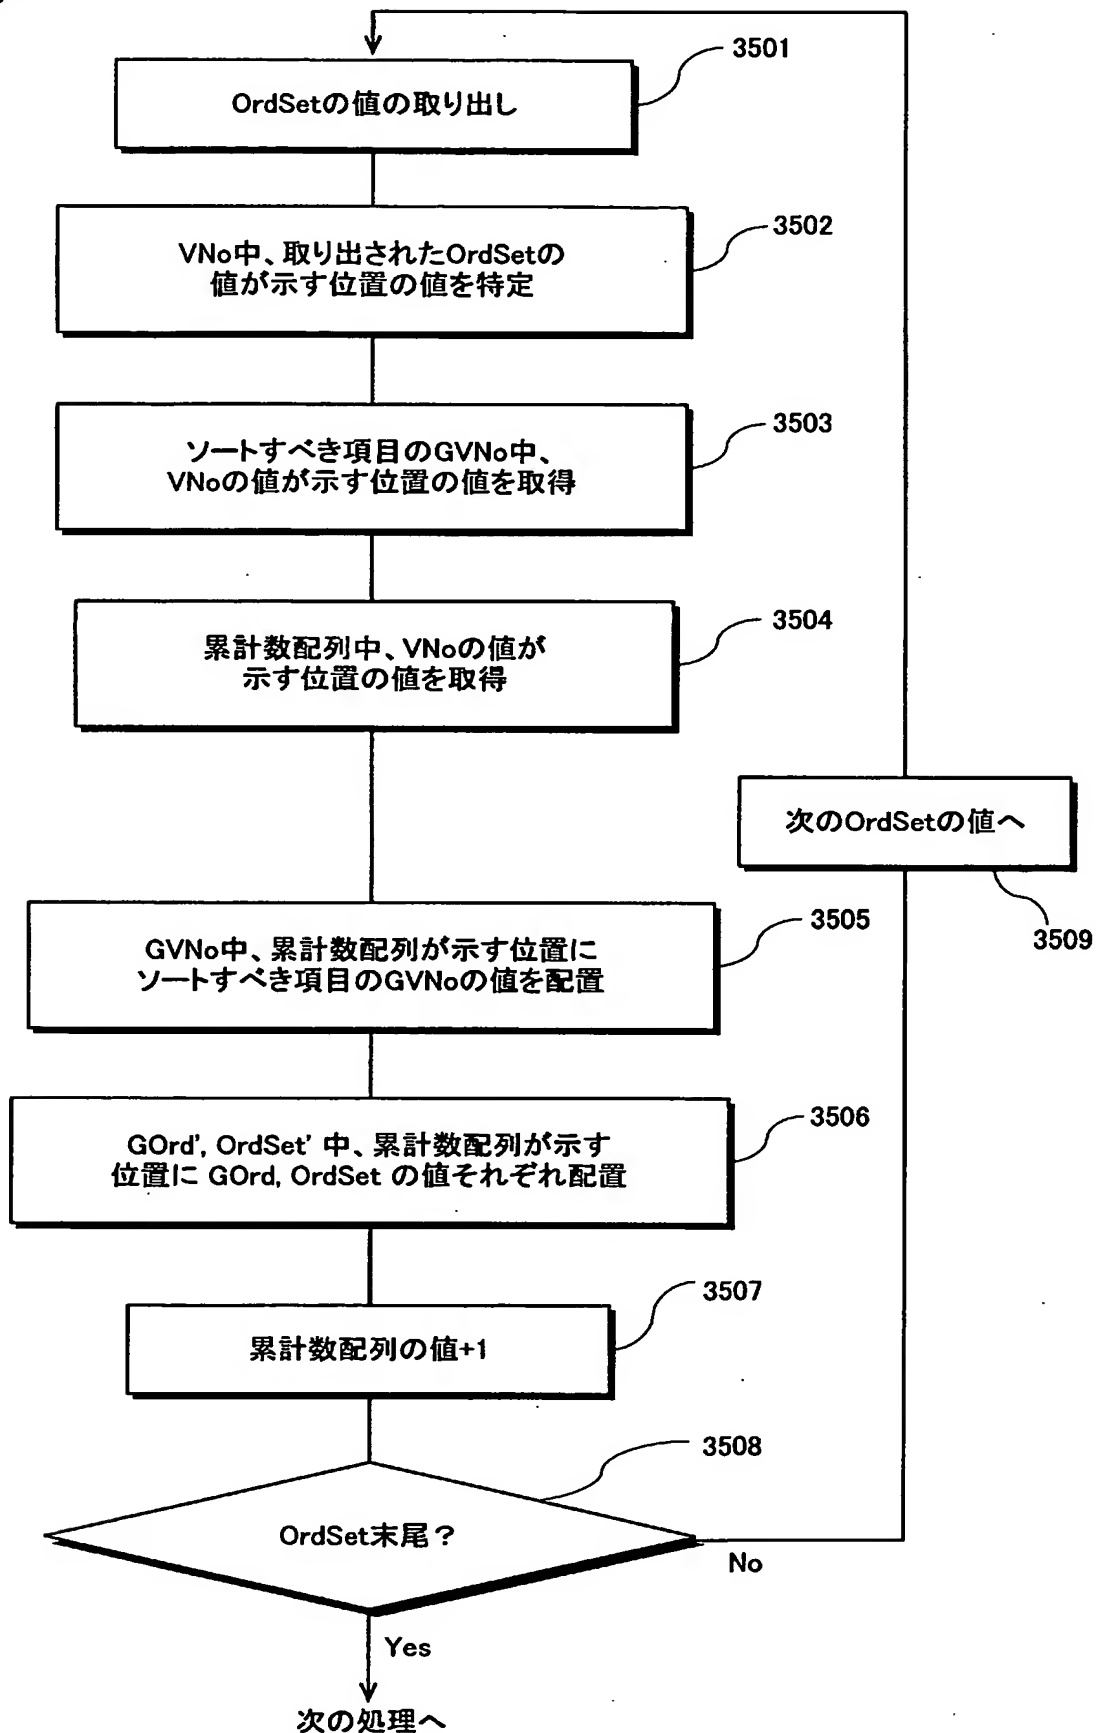 3501
OrdSetの値の取り出し
3502
VNo中、取り出されたOrdSetの
値が示す位置の値を特定
3503
ソートすべき項目のGVNo中、
VNoの値が示す位置の値を取得
3504
累計数配列中、VNoの値が
示す位置の値を取得
次のOrdSetの値へ
3509
3505
GVNo中、累計数配列が示す位置に
ソートすべき項目のGVNoの値を配置
3506
GOrd', OrdSet' 中、累計数配列が示す
位置に GOrd, OrdSet の値それぞれ配置
3507
累計数配列の値+1
3508
OrdSet末尾？
No
Yes
次の処理へ